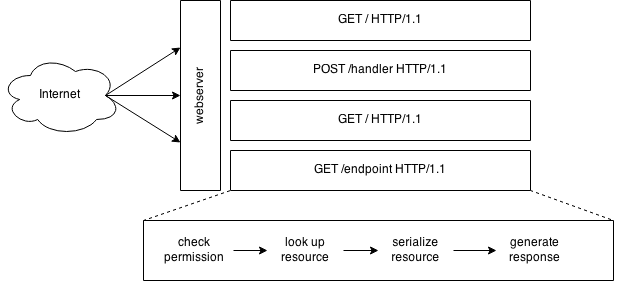 GET / HTTP/1.1
POST /handler HTTP/1.1
Internet
webserver
GET / HTTP/1.1
GET /endpoint HTTP/1.1
check
permission
look up
resource
serialize
resource
generate
response